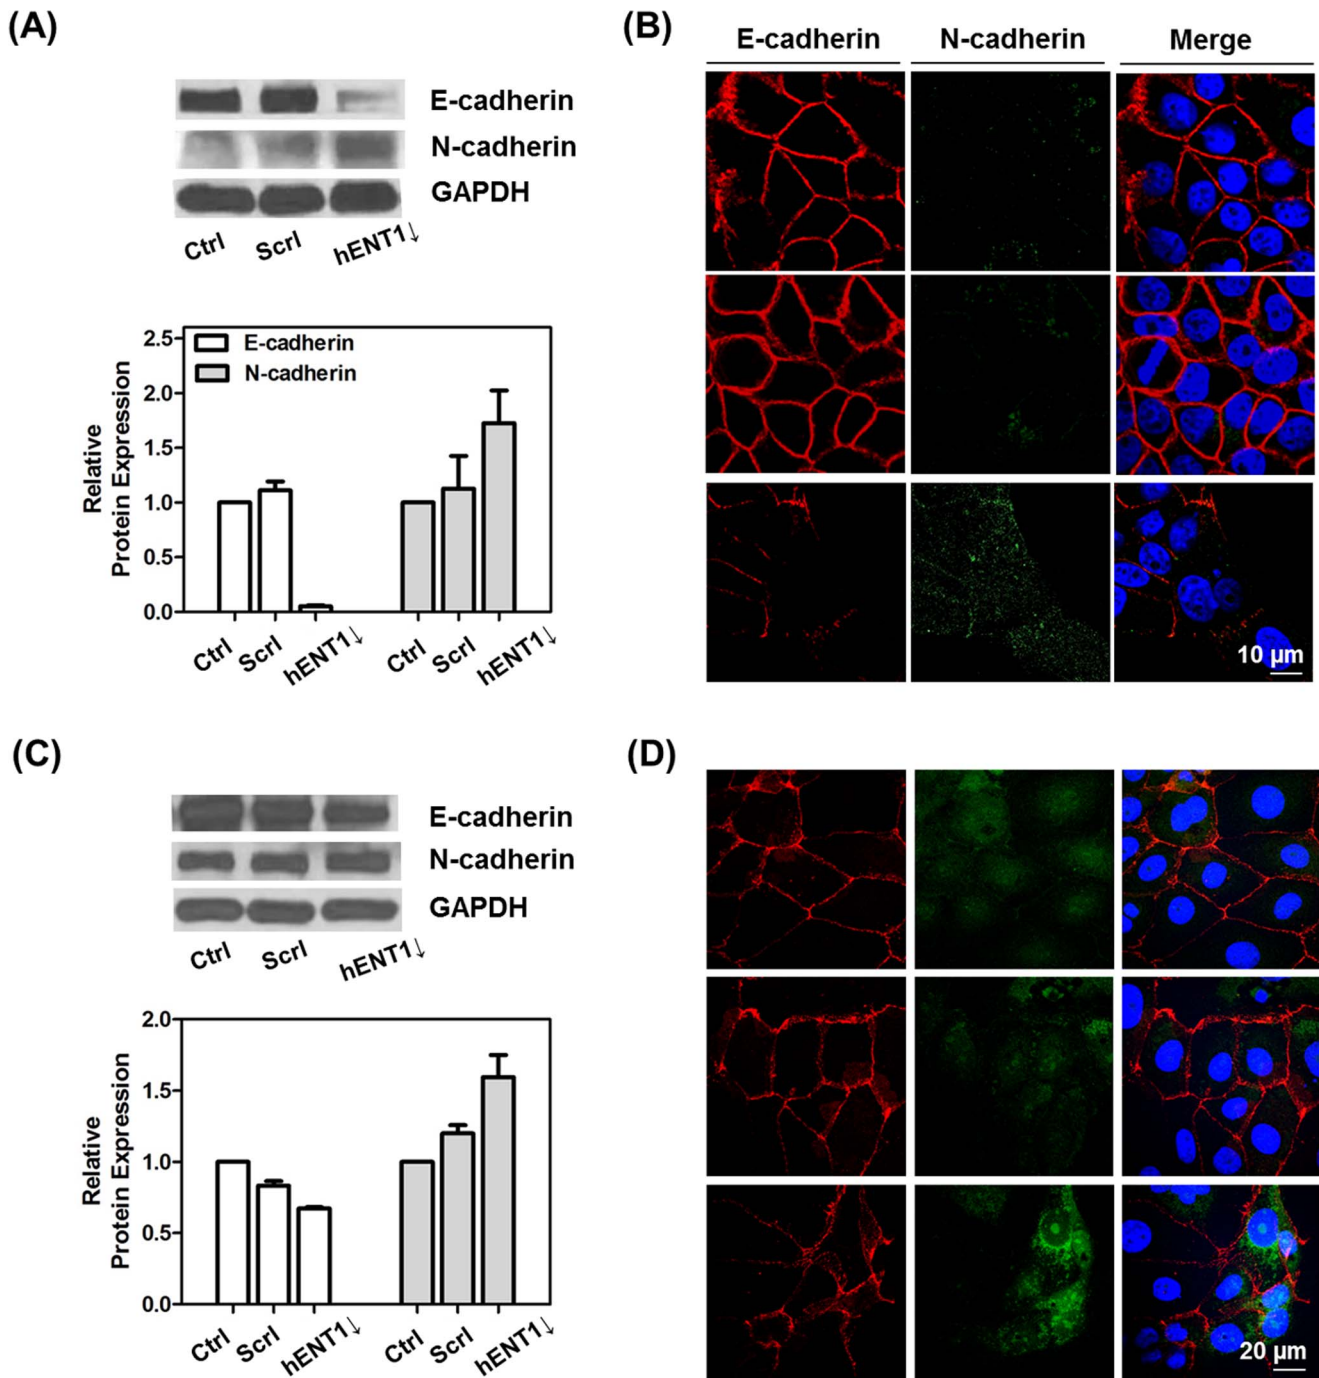 (A)
E-cadherin
N-cadherin
GAPDH
Ctrl Scrl hENT1↓
Relative
Protein Expression
2.5
2.0
1.5
1.0
0.5
0.0
E-cadherin
N-cadherin
Ctrl Scrl hENT1↓ Ctrl Scrl hENT1↓
(B)
E-cadherin N-cadherin Merge
10 µm
(C)
E-cadherin
N-cadherin
GAPDH
Ctrl Scrl hENT1↓
Relative
Protein Expression
2.0
1.5
1.0
0.5
0.0
Ctrl Scrl hENT1↓ Ctrl Scrl hENT1↓
(D)
20 µm